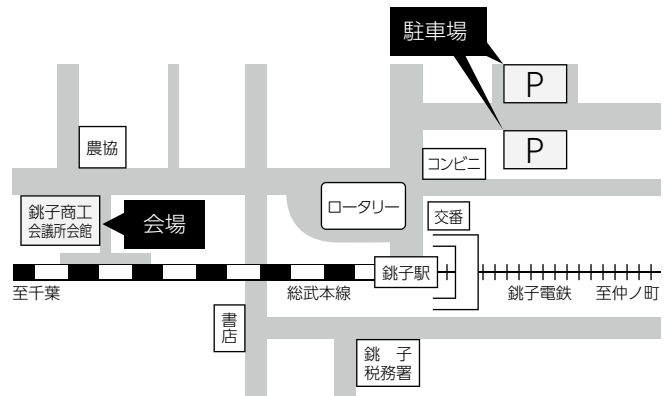 駐車場
P
P
農協
コンビニ
銚子商工
会議所会館
会場
ロータリー
交番
銚子駅
至千葉
総武本線
銚子電鉄
至仲ノ町
書店
銚 子
税務署